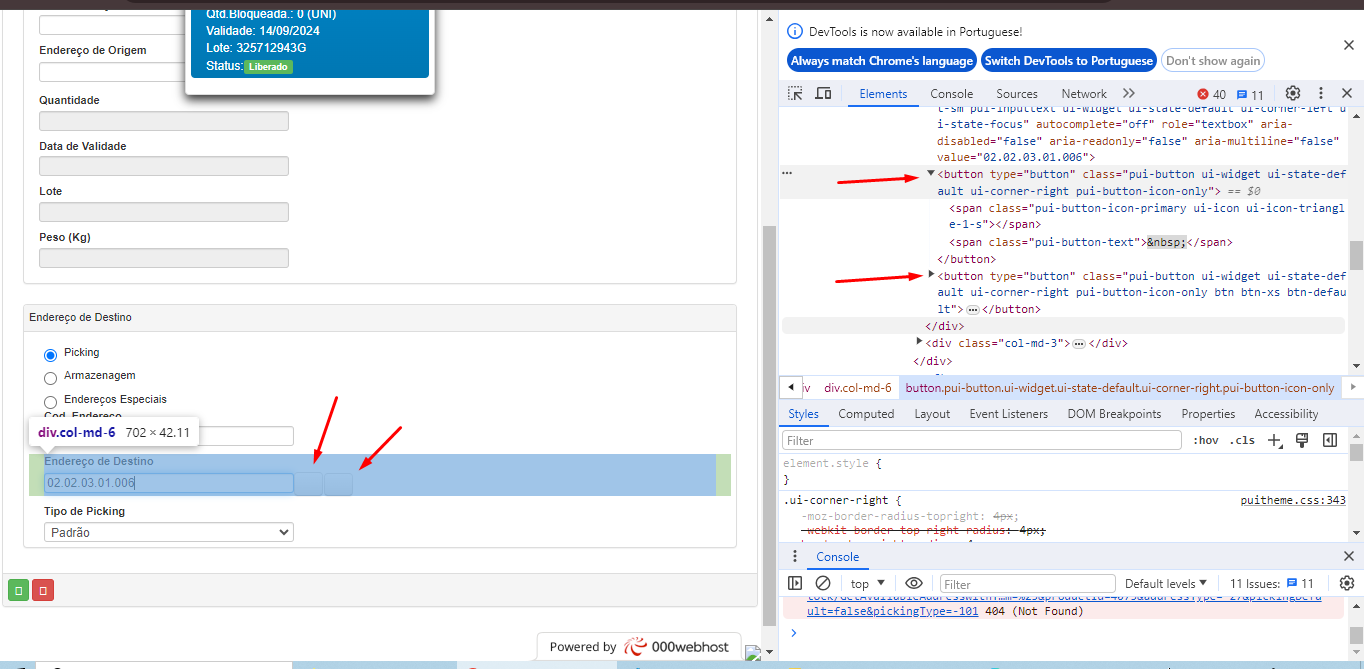 Qtd.Bloqueada.: 0 (UNI)
Validade: 14/09/2024
Lote: 325712943G
Status: Liberado
Endereço de Origem
Quantidade
Data de Validade
Lote
Peso (Kg)
Endereço de Destino
Picking
Armazenagem
Endereços Especiais
Cod. Endereço
div.col-md-6 702 × 42.11
Endereço de Destino
02.02.03.01.006
Tipo de Picking
Padrão
Powered by 000webhost
DevTools is now available in Portuguese!
Always match Chrome's language Switch DevTools to Portuguese Don't show again
Elements Console Sources Network 40 11
t-sm pui-inputtext ui-widget ui-state-default ui-corner-left u
i-state-focus" autocomplete="off" role="textbox" aria-
disabled="false" aria-readonly="false" aria-multiline="false"
value="02.02.03.01.006">
<button type="button" class="pui-button ui-widget ui-state-def
ault ui-corner-right pui-button-icon-only"> == $0
<span class="pui-button-icon-primary ui-icon ui-icon-triangl
e-1-s"></span>
<span class="pui-button-text">&nbsp;</span>
</button>
<button type="button" class="pui-button ui-widget ui-state-def
ault ui-corner-right pui-button-icon-only btn btn-xs btn-defau
lt"> … </button>
</div>
<div class="col-md-3"> … </div>
</div>
iv div.col-md-6 button.pui-button.ui-widget.ui-state-default.ui-corner-right.pui-button-icon-only
Styles Computed Layout Event Listeners DOM Breakpoints Properties Accessibility
Filter :hov .cls
element.style {
}
.ui-corner-right { puitheme.css:343
-moz-border-radius-topright: 4px;
-webkit-border-top-right-radius: 4px;
Console
top Filter Default levels 11 Issues: 11
ult=false&pickingType=-101 404 (Not Found)